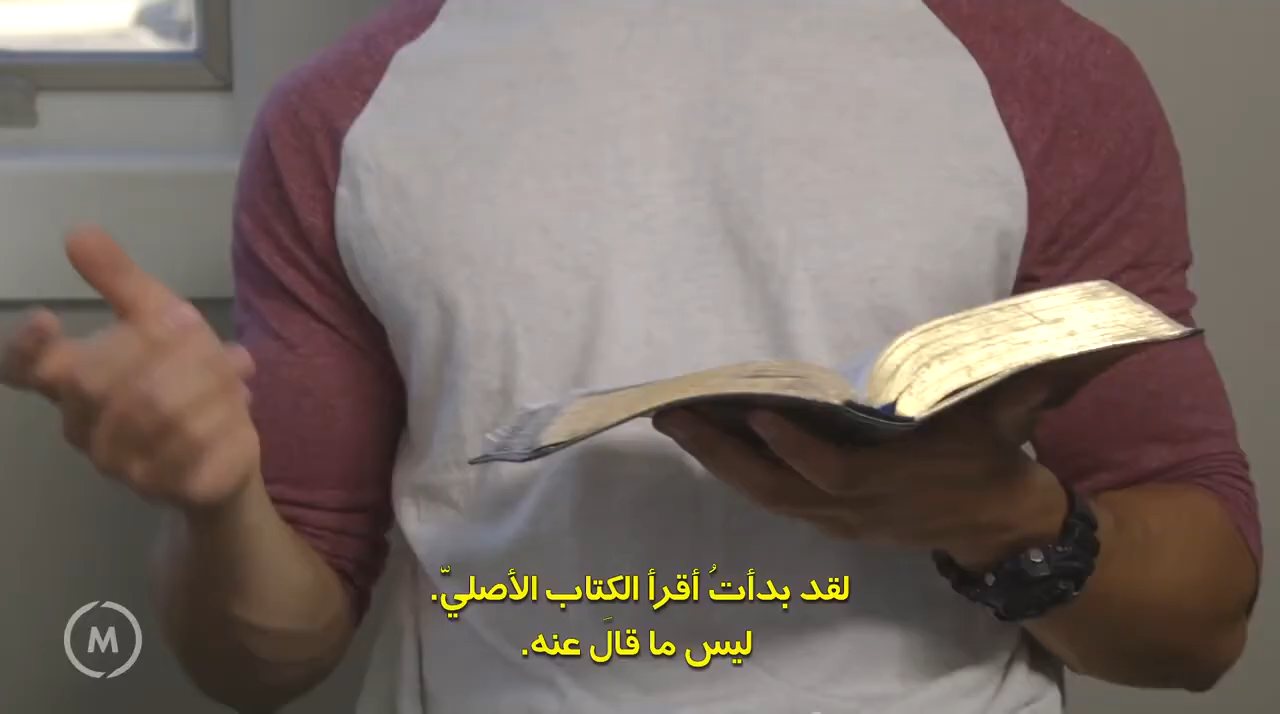 لقد بدأتُ أقرأ الكتاب الأصليّ.
ليس ما قالَ عنه.
M